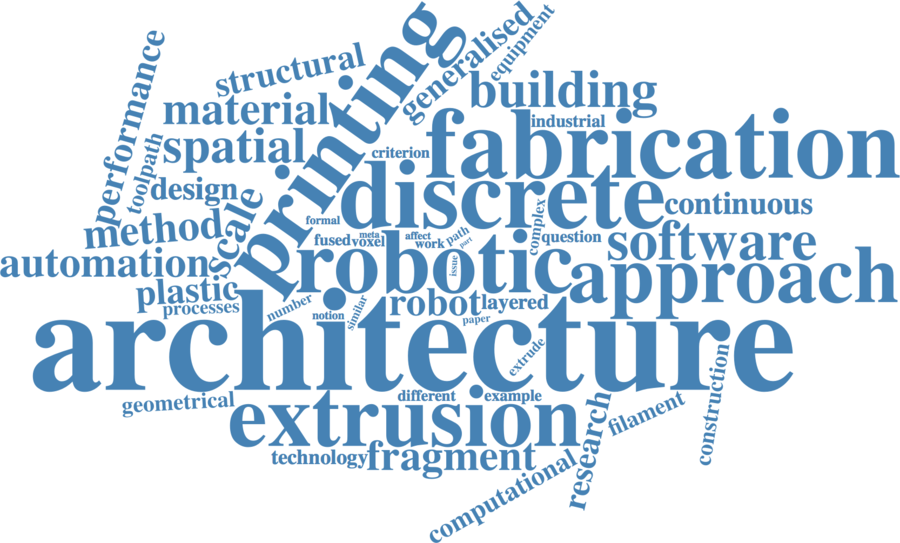 performance
structural
printing
generalised
equipment
material
building
industrial
toolpath
spatial
criterion
fabrication
design
discrete
continuous
method
scale
formal
complex
fused
meta
voxel
affect
work
path
part
question
software
automation
robotic
issue
approach
plastic
processes
number
notion
similar
robot
layered
paper
architecture
extrude
construction
geometrical
different
example
extrusion
research
filament
technology
fragment
computational